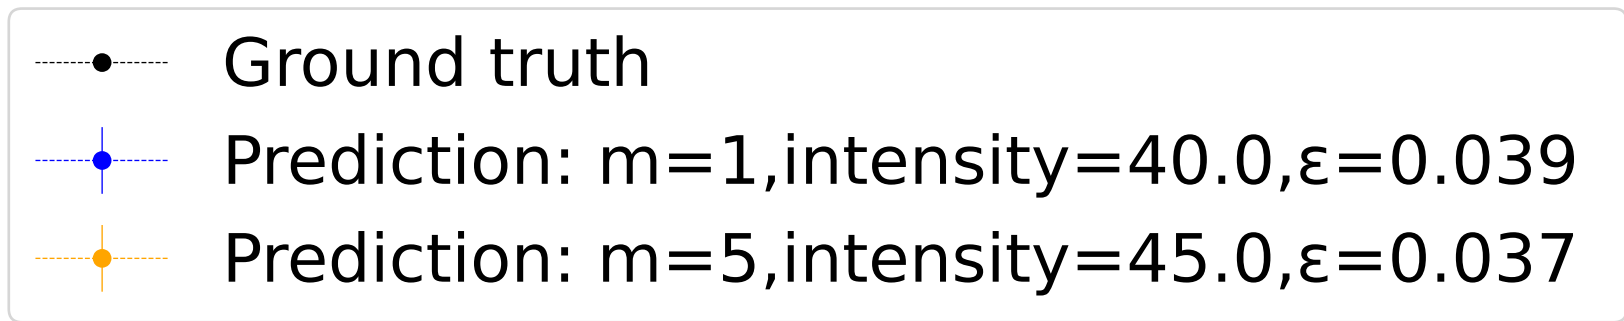 Ground truth
Prediction: m=1,intensity=40.0,ε=0.039
Prediction: m=5,intensity=45.0,ε=0.037